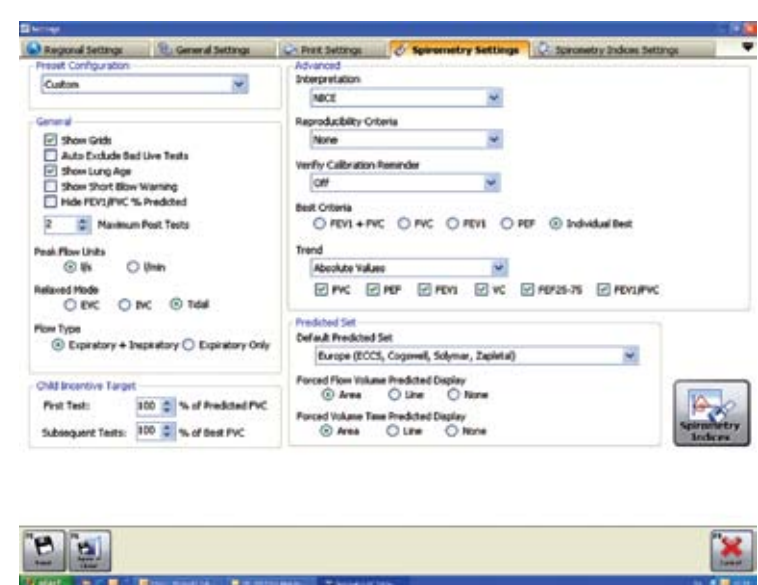 Settings
Regional Settings General Settings Print Settings Spirometry Settings Spirometry Indices Settings
Preset Configuration
Custom
General
Show Grids
Auto Exclude Bad Live Tests
Show Lung Age
Show Short Blow Warning
Hide FEV1/FVC % Predicted
2 Maximum Post Tests
Peak Flow Units
l/s l/min
Relaxed Mode
EVC IVC Tidal
Flow Type
Expiratory + Inspiratory Expiratory Only
Child Incentive Target
First Test: 100 % of Predicted FVC
Subsequent Tests: 100 % of Best FVC
Advanced
Interpretation
NICE
Reproducibility Criteria
None
Verify Calibration Reminder
Off
Best Criteria
FEV1 + FVC FVC FEV1 PEF Individual Best
Trend
Absolute Values
FVC PEF FEV1 VC FEF25-75 FEV1/FVC
Predicted Set
Default Predicted Set
Europe (ECCS, Cogswell, Solymar, Zapletal)
Forced Flow Volume Predicted Display
Area Line None
Forced Volume Time Predicted Display
Area Line None
Spirometry
Indices
Cancel